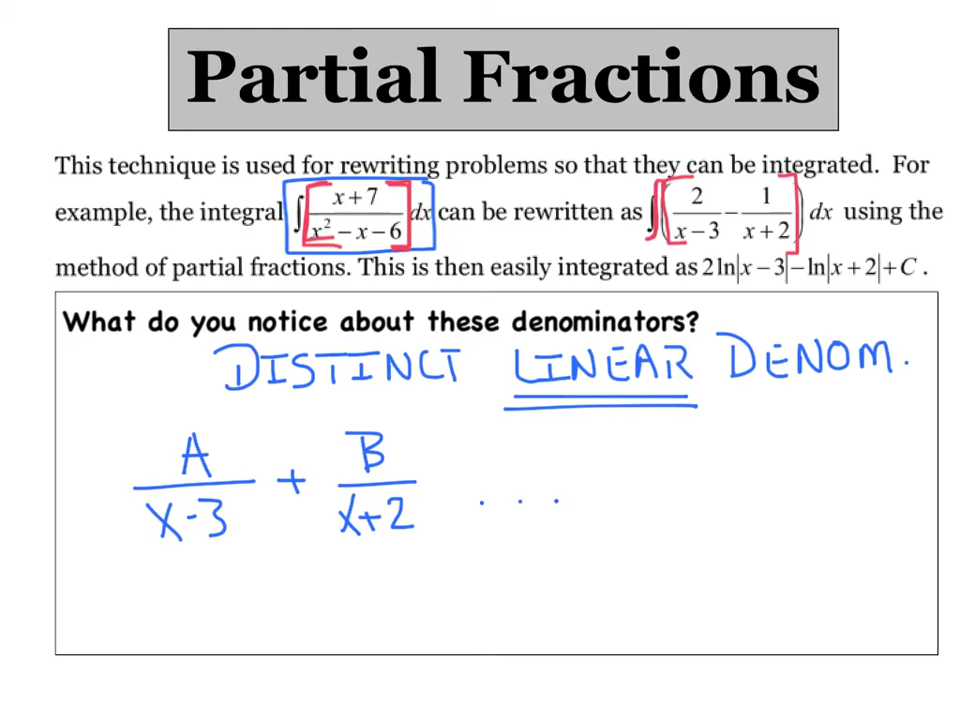 Partial Fractions
This technique is used for rewriting problems so that they can be integrated. For
example, the integral ∫ (x+7)/(x² − x − 6) dx can be rewritten as ∫ ( 2/(x−3) − 1/(x+2) ) dx using the
method of partial fractions. This is then easily integrated as 2 ln|x − 3| − ln|x + 2| + C .
What do you notice about these denominators?
DISTINCT LINEAR DENOM.
A/(x-3) + B/(x+2) . . .